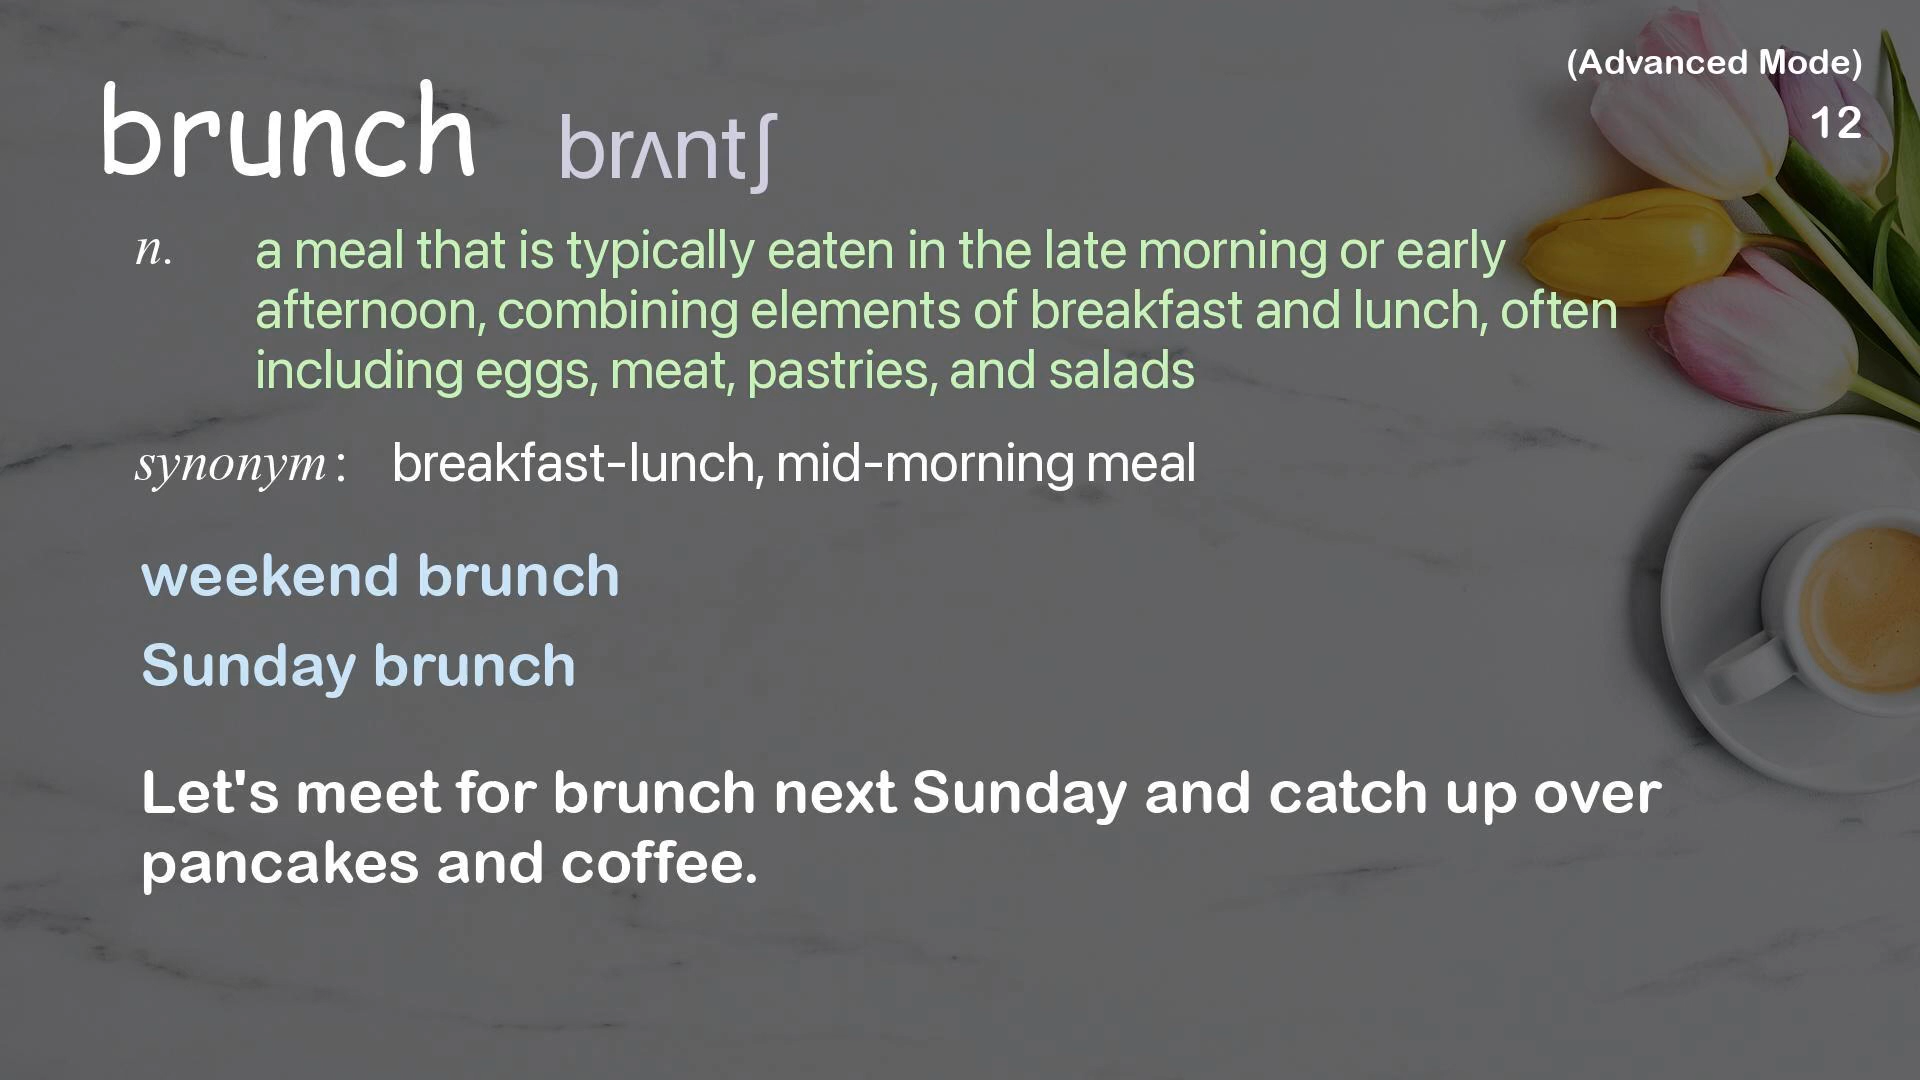 (Advanced Mode)
12
brunch brʌntʃ
n. a meal that is typically eaten in the late morning or early
afternoon, combining elements of breakfast and lunch, often
including eggs, meat, pastries, and salads
synonym: breakfast-lunch, mid-morning meal
weekend brunch
Sunday brunch
Let's meet for brunch next Sunday and catch up over
pancakes and coffee.